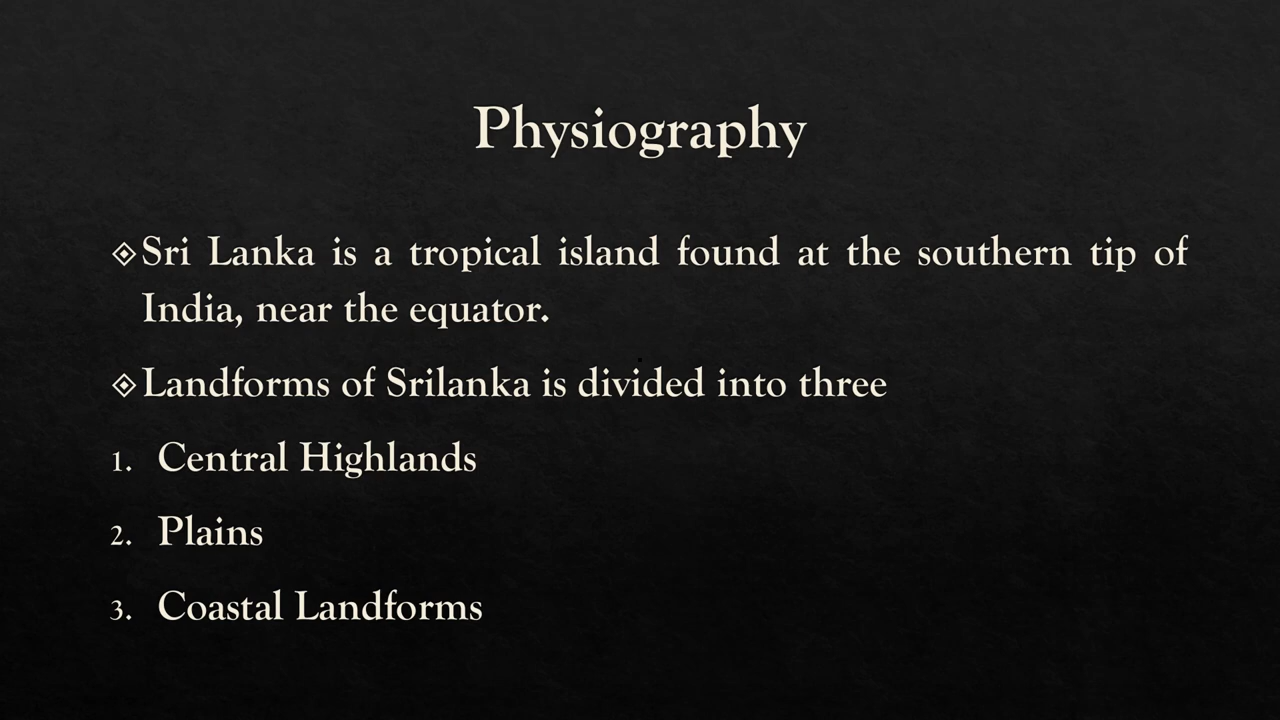 Physiography
Sri Lanka is a tropical island found at the southern tip of
India, near the equator.
Landforms of Srilanka is divided into three
1. Central Highlands
2. Plains
3. Coastal Landforms